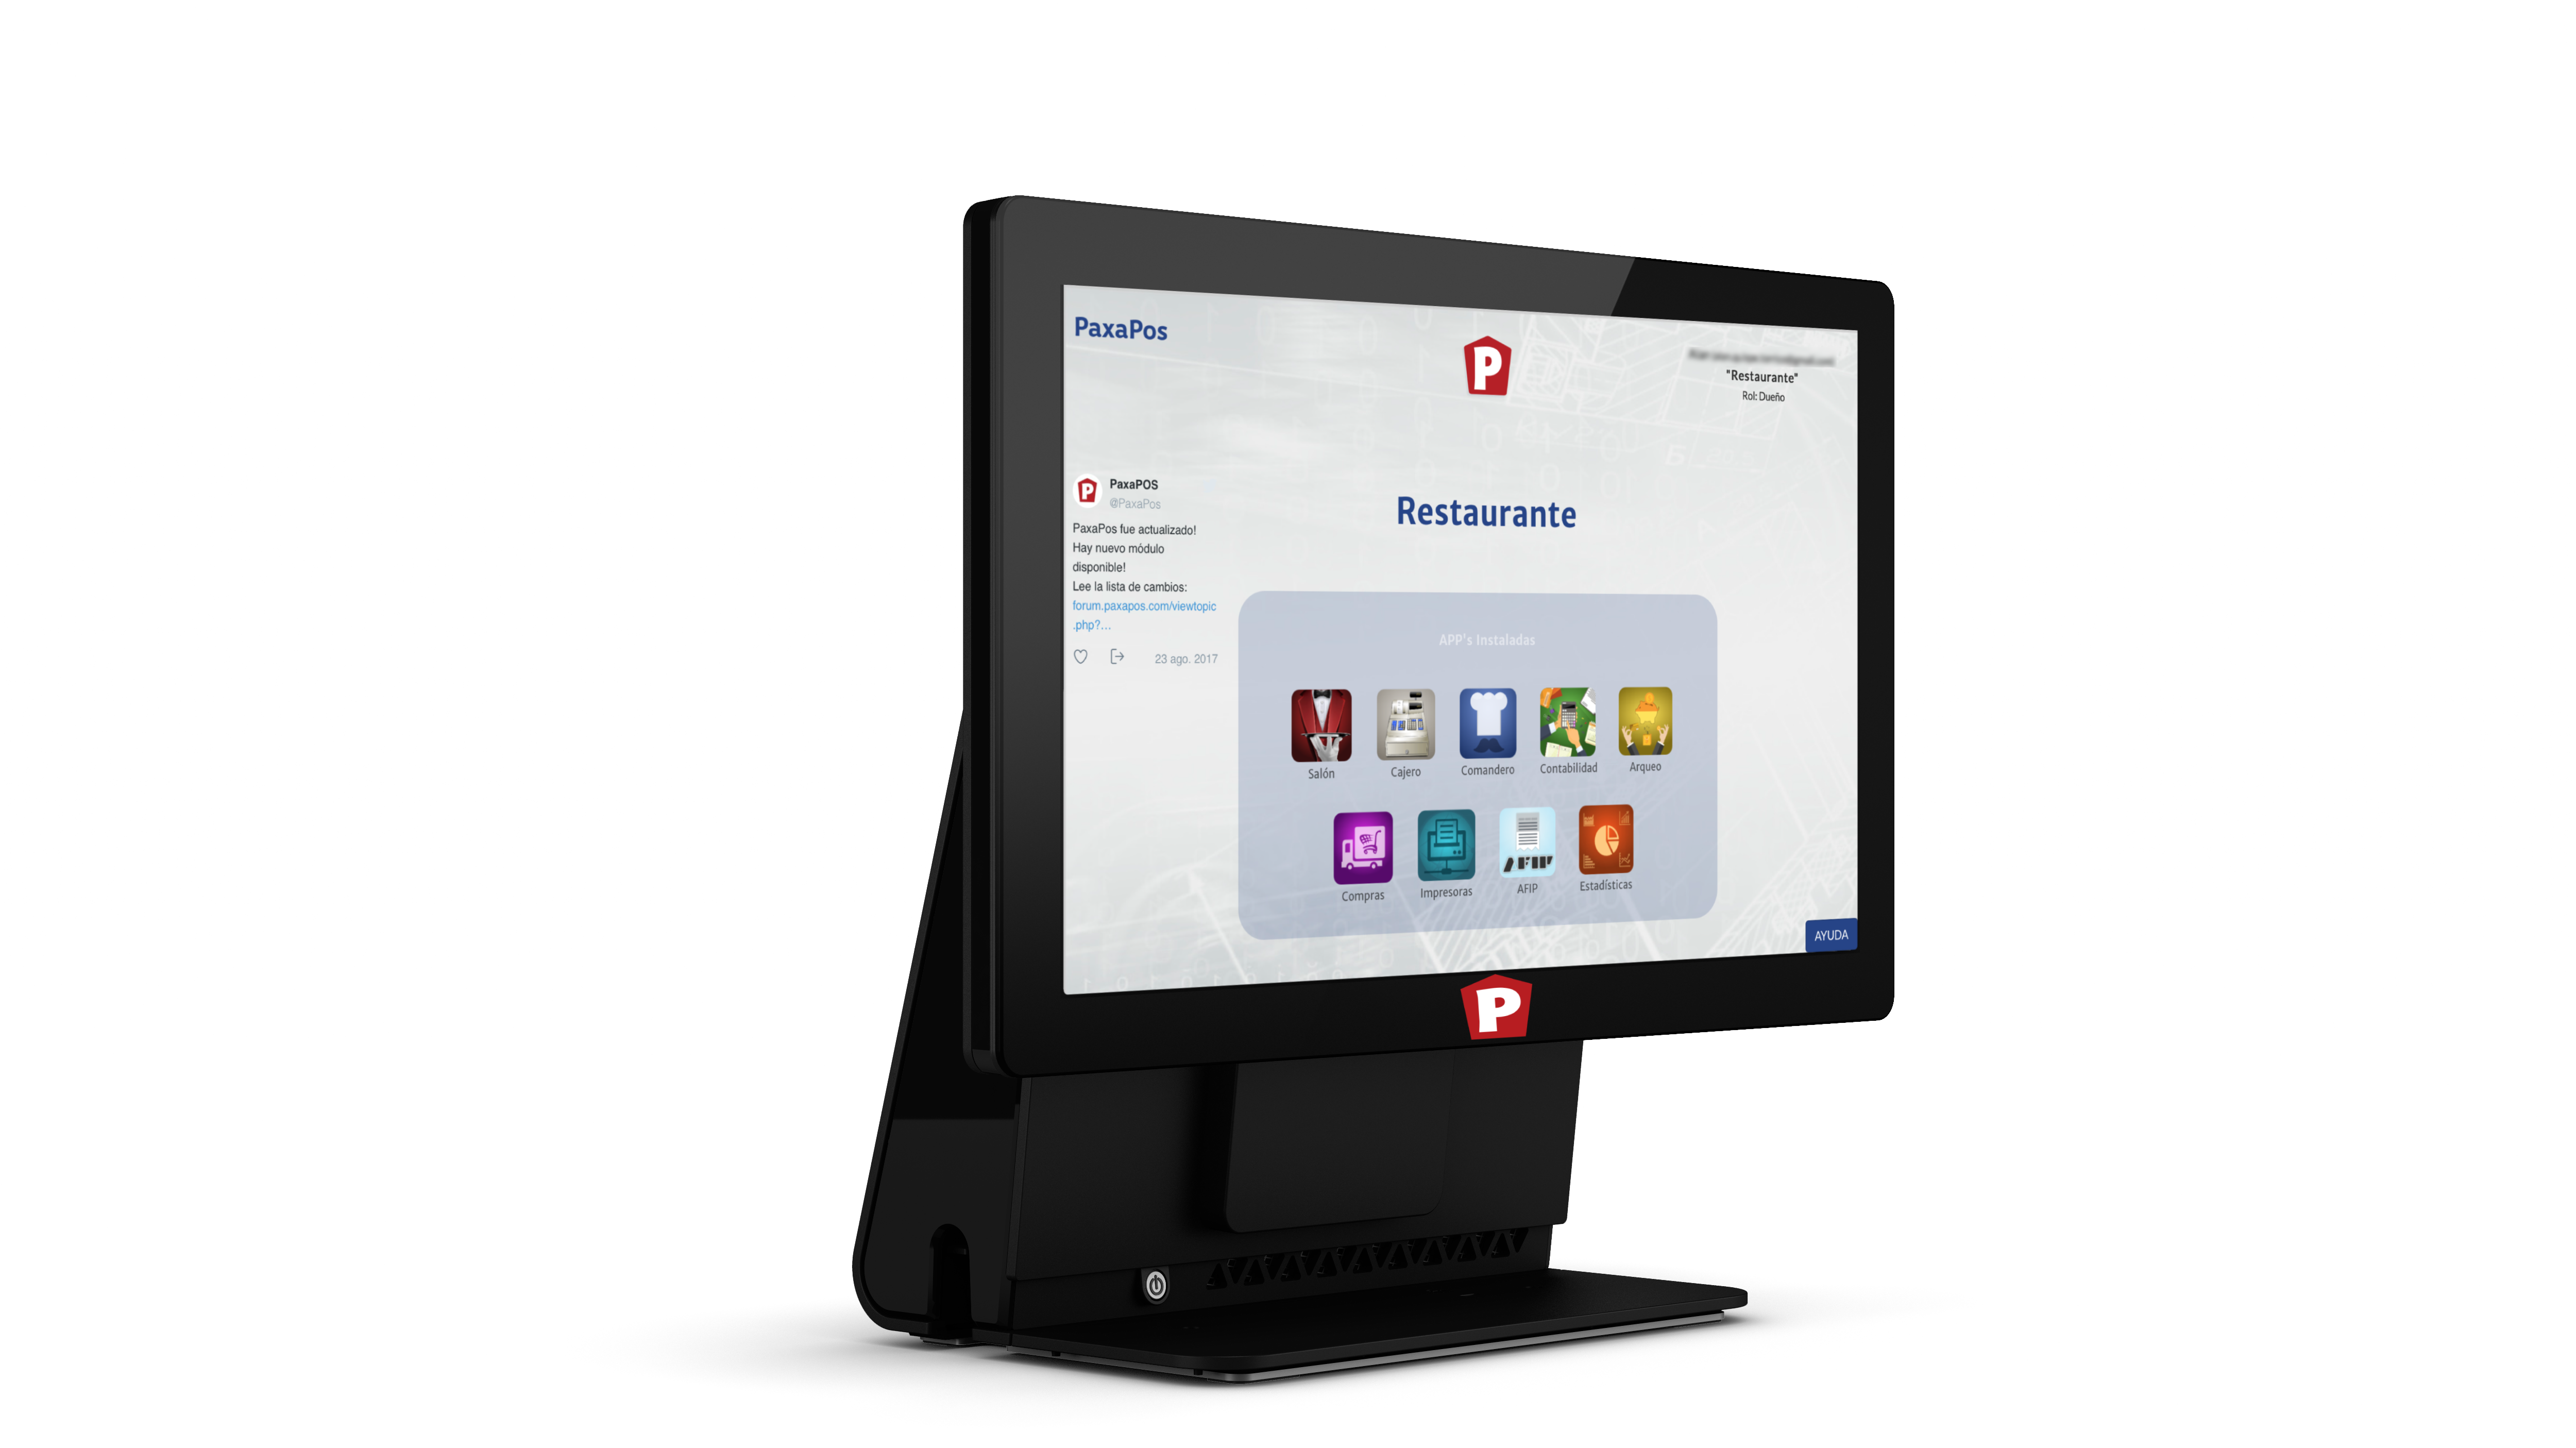 PaxaPos
P
"Restaurante"
Rol: Dueño
P
PaxaPOS
@PaxaPos
PaxaPos fue actualizado!
Hay nuevo módulo
disponible!
Lee la lista de cambios:
forum.paxapos.com/viewtopic
.php?...
23 ago. 2017
Restaurante
APP's Instaladas
Salón
Cajero
Comandero
Contabilidad
Arqueo
AFIP
Compras
Impresoras
AFIP
Estadísticas
AYUDA
P